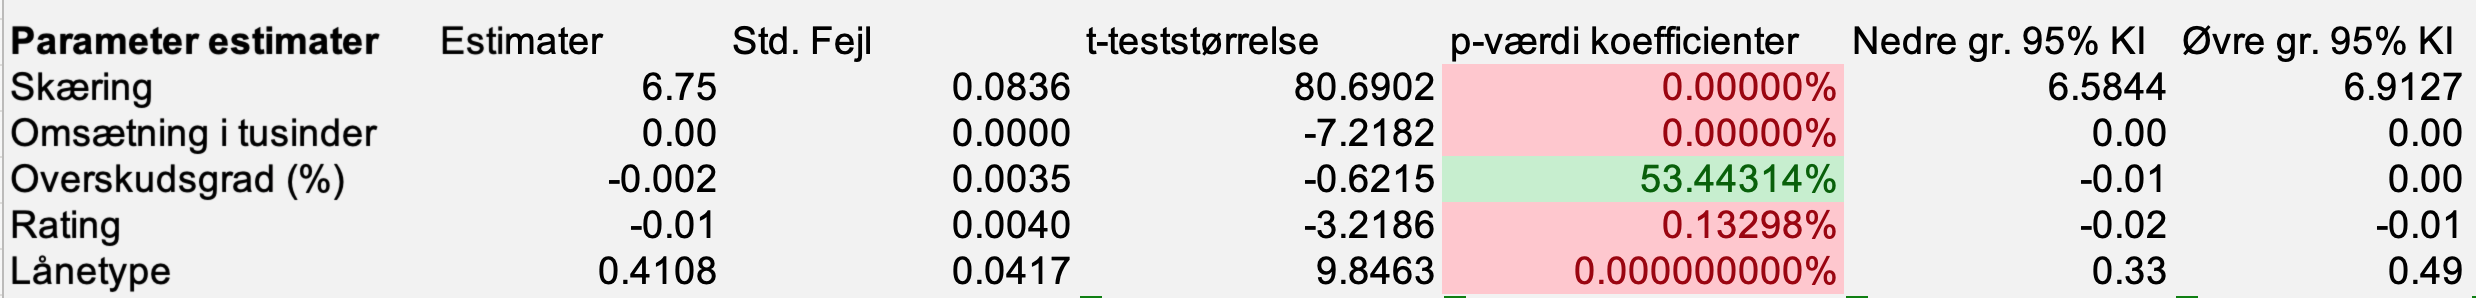 Parameter estimater Estimater Std. Fejl t-teststørrelse p-værdi koefficienter Nedre gr. 95% KI Øvre gr. 95% KI
Skæring 6.75 0.0836 80.6902 0.00000% 6.5844 6.9127
Omsætning i tusinder 0.00 0.0000 -7.2182 0.00000% 0.00 0.00
Overskudsgrad (%) -0.002 0.0035 -0.6215 53.44314% -0.01 0.00
Rating -0.01 0.0040 -3.2186 0.13298% -0.02 -0.01
Lånetype 0.4108 0.0417 9.8463 0.000000000% 0.33 0.49